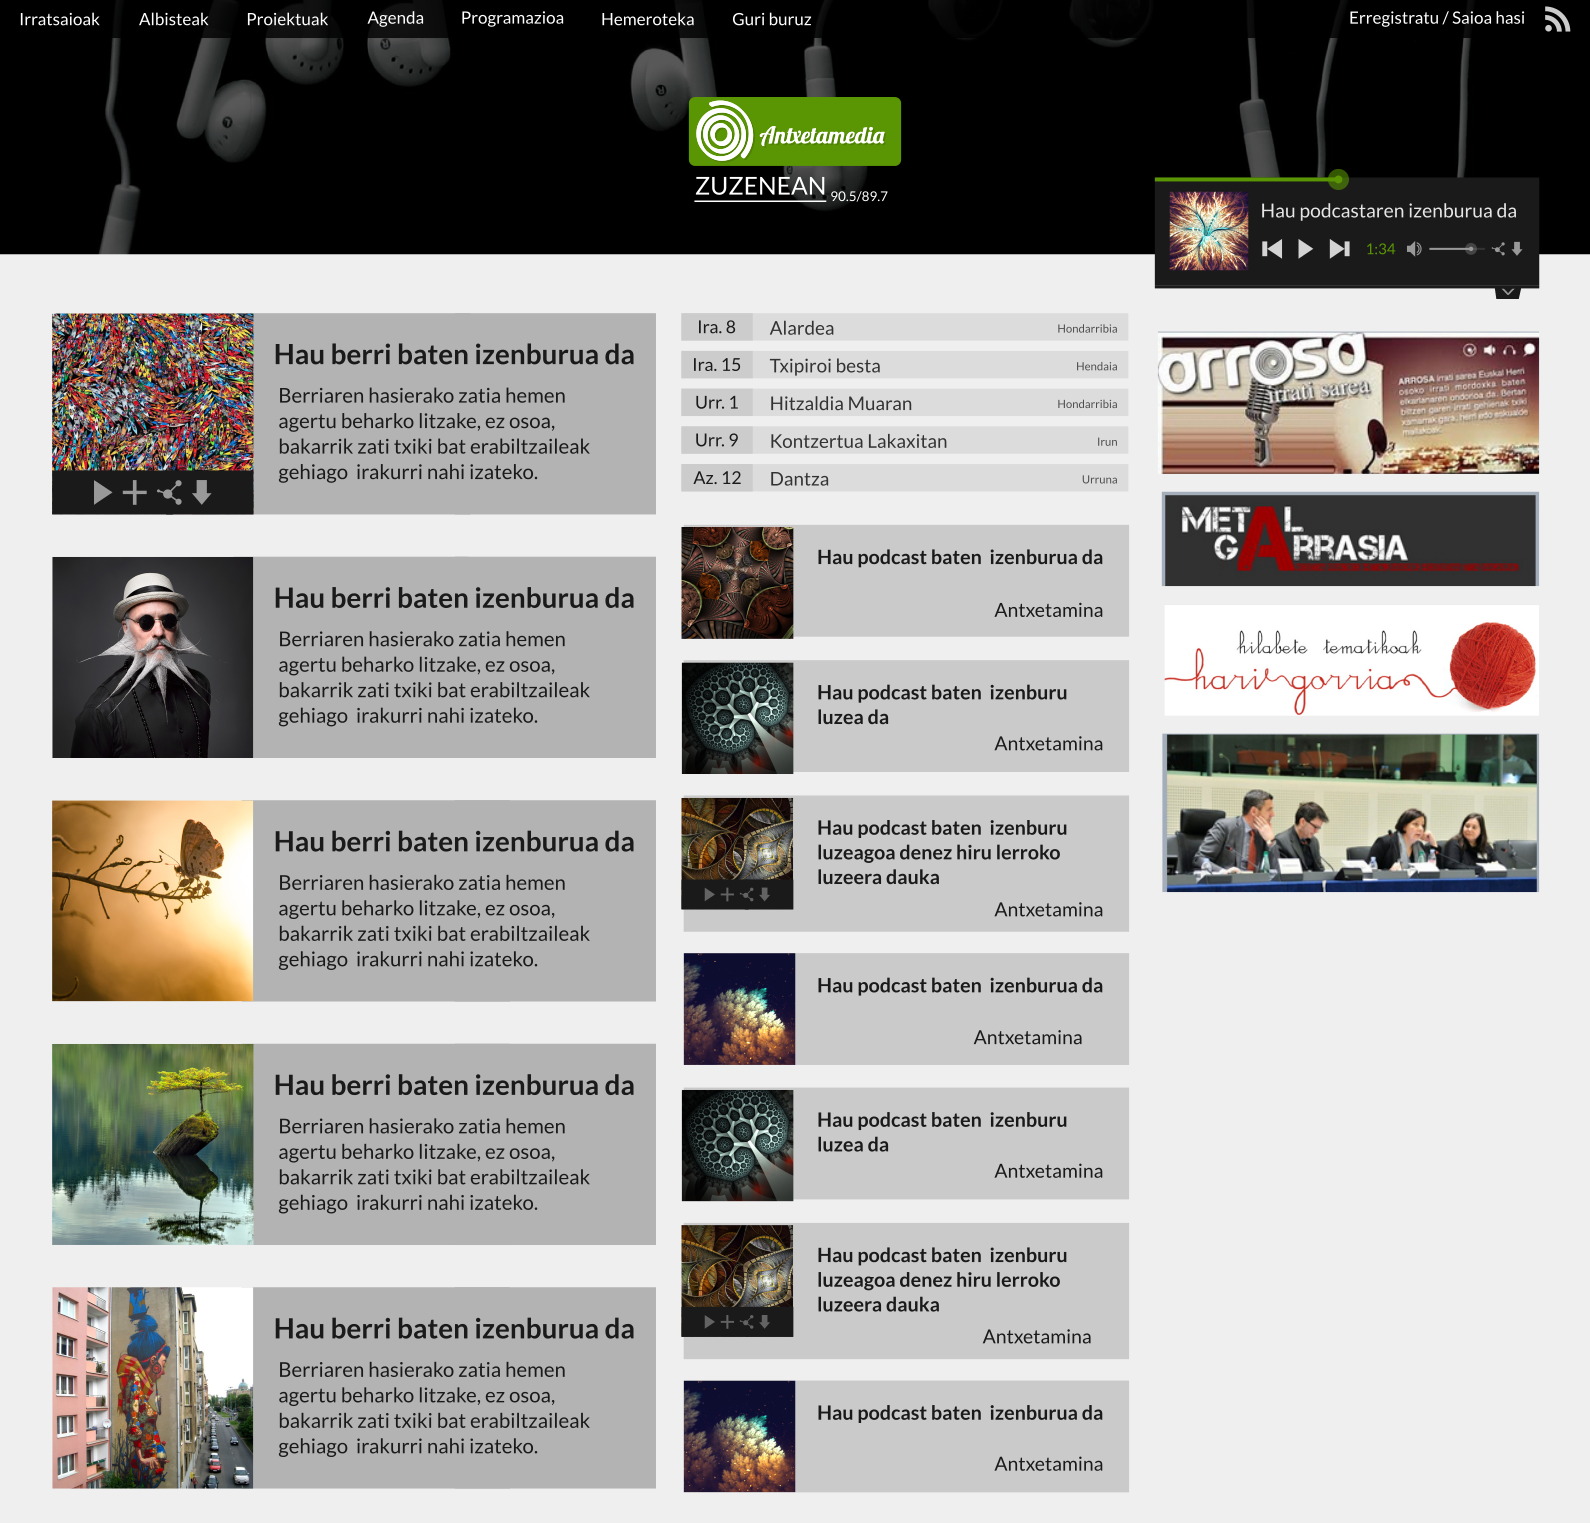 Irratsaioak Albisteak Proiektuak Agenda Programazioa Hemeroteka Guri buruz Erregistratu / Saioa hasi
Antxetamedia
ZUZENEAN 90.5/89.7
Hau podcastaren izenburua da
1:34
Hau berri baten izenburua da
Berriaren hasierako zatia hemen
agertu beharko litzake, ez osoa,
bakarrik zati txiki bat erabiltzaileak
gehiago irakurri nahi izateko.
Hau berri baten izenburua da
Berriaren hasierako zatia hemen
agertu beharko litzake, ez osoa,
bakarrik zati txiki bat erabiltzaileak
gehiago irakurri nahi izateko.
Hau berri baten izenburua da
Berriaren hasierako zatia hemen
agertu beharko litzake, ez osoa,
bakarrik zati txiki bat erabiltzaileak
gehiago irakurri nahi izateko.
Hau berri baten izenburua da
Berriaren hasierako zatia hemen
agertu beharko litzake, ez osoa,
bakarrik zati txiki bat erabiltzaileak
gehiago irakurri nahi izateko.
Hau berri baten izenburua da
Berriaren hasierako zatia hemen
agertu beharko litzake, ez osoa,
bakarrik zati txiki bat erabiltzaileak
gehiago irakurri nahi izateko.
Ira. 8 Alardea Hondarribia
Ira. 15 Txipiroi besta Hendaia
Urr. 1 Hitzaldia Muaran Hondarribia
Urr. 9 Kontzertua Lakaxitan Irun
Az. 12 Dantza Urruna
Hau podcast baten izenburua da
Antxetamina
Hau podcast baten izenburu
luzea da
Antxetamina
Hau podcast baten izenburu
luzeagoa denez hiru lerroko
luzeera dauka
Antxetamina
Hau podcast baten izenburua da
Antxetamina
Hau podcast baten izenburu
luzea da
Antxetamina
Hau podcast baten izenburu
luzeagoa denez hiru lerroko
luzeera dauka
Antxetamina
Hau podcast baten izenburua da
Antxetamina
arrosa
irrati sarea
ARROSA irrati sarea Euskal Herri
osoko irrati mordoxka baten
elkarlanaren ondorioa da. Bertan
biltzen garen irrati gehienak txiki
xamarrak gara, herri edo eskualde
mailakoak.
METAL
GARRASIA
hilabete tematikoak
hari gorria